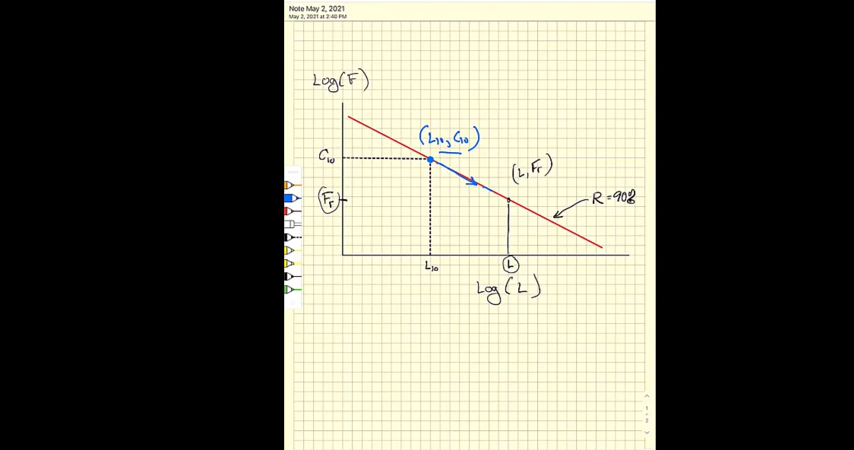 Note May 2, 2021
May 2, 2021 at 2:40 PM
Log(F)
(L10, C10)
C10
(L, Fr)
Fr
R = 90%
L10
L
Log(L)